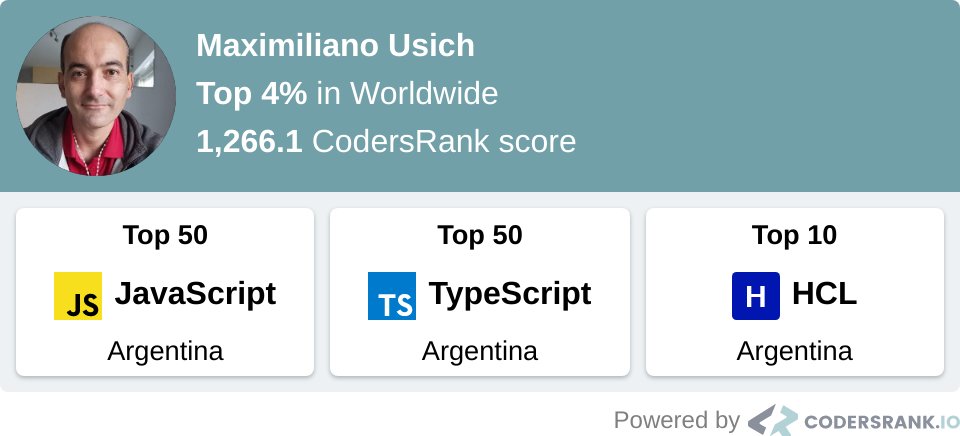 Maximiliano Usich
Top 4% in Worldwide
1,266.1 CodersRank score
Top 50
JS JavaScript
Argentina
Top 50
TS TypeScript
Argentina
Top 10
H HCL
Argentina
Powered by CODERSRANK.IO